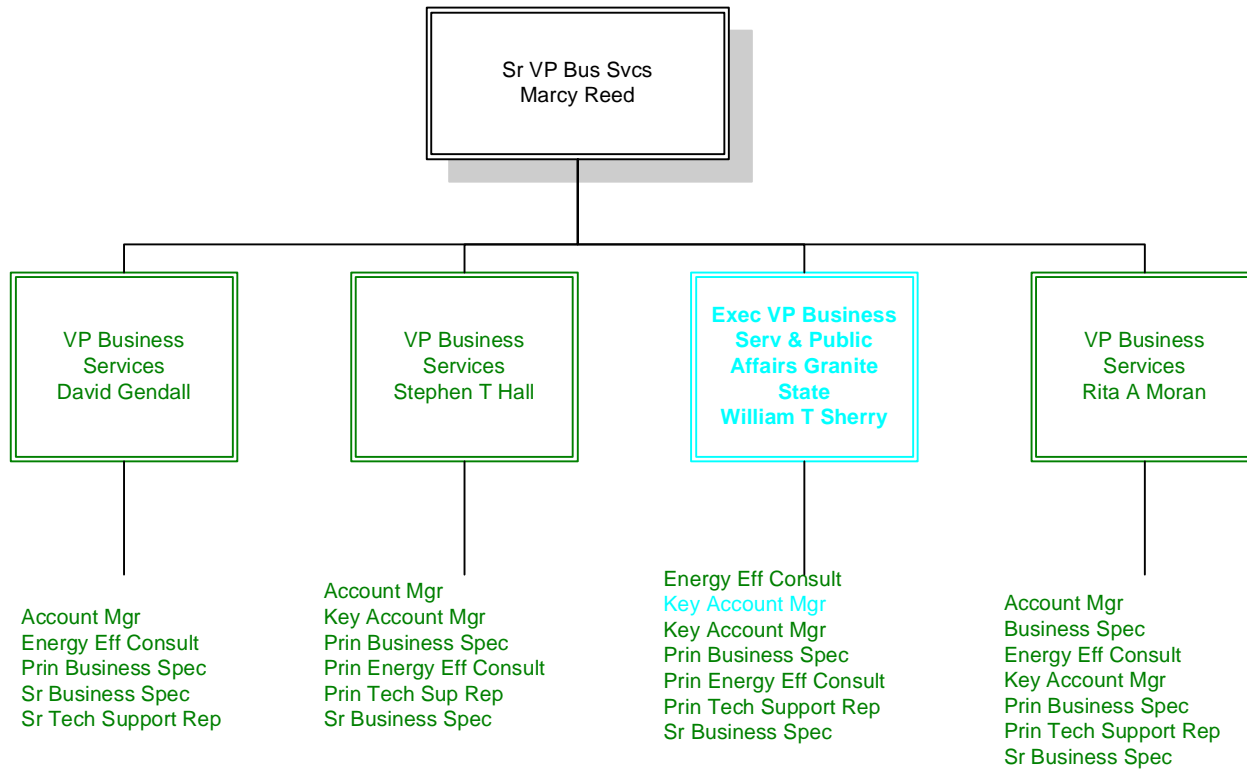 Sr VP Bus Svcs
Marcy Reed
VP Business
Services
David Gendall
VP Business
Services
Stephen T Hall
Exec VP Business
Serv & Public
Affairs Granite
State
William T Sherry
VP Business
Services
Rita A Moran
Account Mgr
Energy Eff Consult
Prin Business Spec
Sr Business Spec
Sr Tech Support Rep
Account Mgr
Key Account Mgr
Prin Business Spec
Prin Energy Eff Consult
Prin Tech Sup Rep
Sr Business Spec
Energy Eff Consult
Key Account Mgr
Key Account Mgr
Prin Business Spec
Prin Energy Eff Consult
Prin Tech Support Rep
Sr Business Spec
Account Mgr
Business Spec
Energy Eff Consult
Key Account Mgr
Prin Business Spec
Prin Tech Support Rep
Sr Business Spec